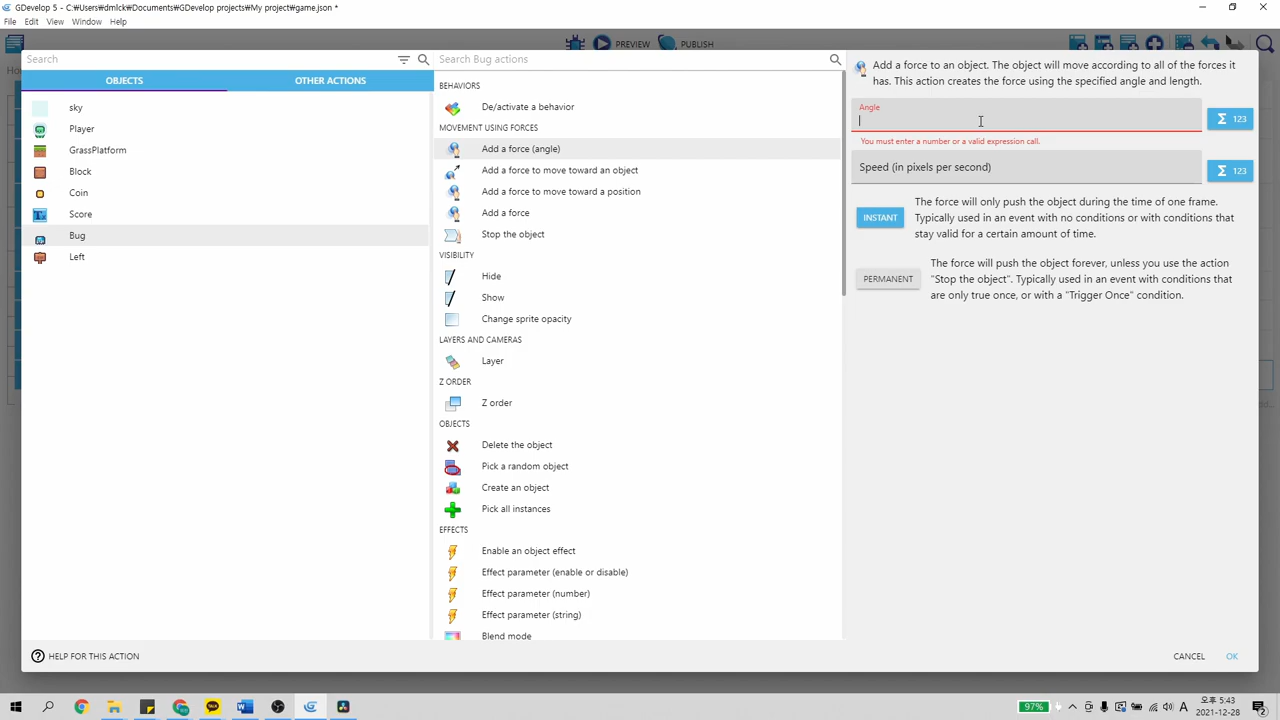 GDevelop 5 - C:₩Users₩dmlck₩Documents₩GDevelop projects₩My project₩game.json *
File Edit View Window Help
PREVIEW
PUBLISH
Search
Search Bug actions
OBJECTS
OTHER ACTIONS
sky
Player
GrassPlatform
Block
Coin
Score
Bug
Left
BEHAVIORS
De/activate a behavior
MOVEMENT USING FORCES
Add a force (angle)
Add a force to move toward an object
Add a force to move toward a position
Add a force
Stop the object
VISIBILITY
Hide
Show
Change sprite opacity
LAYERS AND CAMERAS
Layer
Z ORDER
Z order
OBJECTS
Delete the object
Pick a random object
Create an object
Pick all instances
EFFECTS
Enable an object effect
Effect parameter (enable or disable)
Effect parameter (number)
Effect parameter (string)
Blend mode
Add a force to an object. The object will move according to all of the forces it
has. This action creates the force using the specified angle and length.
Angle
Σ 123
You must enter a number or a valid expression call.
Speed (in pixels per second)
Σ 123
INSTANT
The force will only push the object during the time of one frame.
Typically used in an event with no conditions or with conditions that
stay valid for a certain amount of time.
PERMANENT
The force will push the object forever, unless you use the action
"Stop the object". Typically used in an event with conditions that
are only true once, or with a "Trigger Once" condition.
HELP FOR THIS ACTION
CANCEL
OK
97%
A
오후 5:43
2021-12-28
2